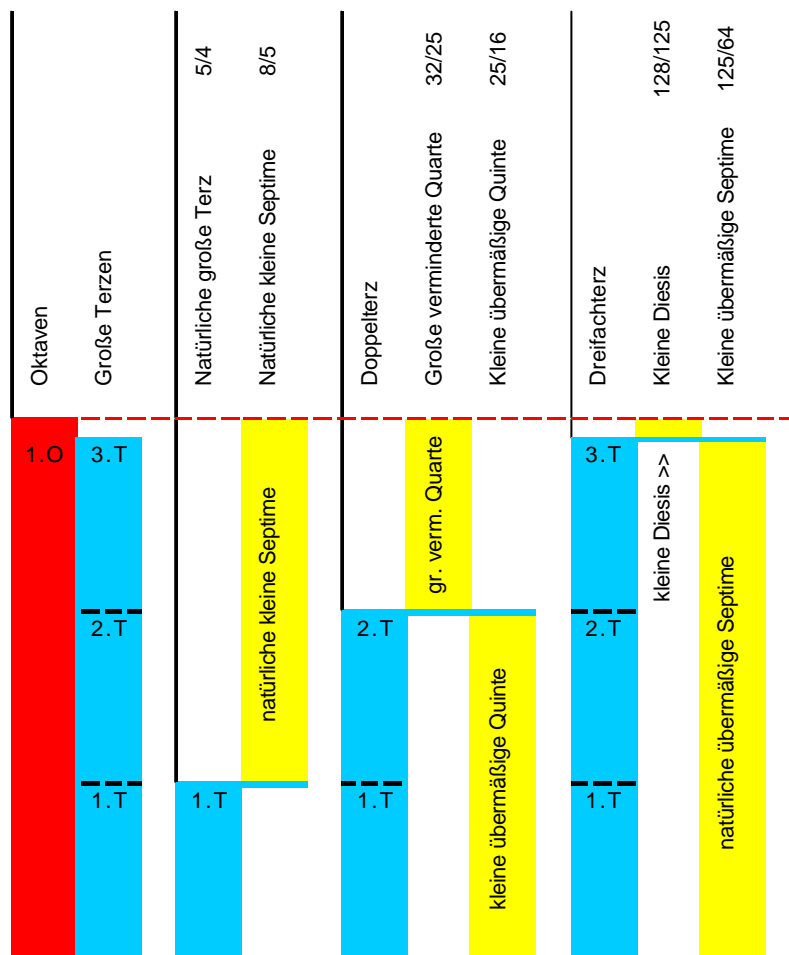 Oktaven
Große Terzen
Natürliche große Terz 5/4
Natürliche kleine Septime 8/5
Doppelterz
Große verminderte Quarte 32/25
Kleine übermäßige Quinte 25/16
Dreifachterz
Kleine Diesis 128/125
Kleine übermäßige Septime 125/64
1.O
3.T
2.T
1.T
1.T
natürliche kleine Septime
2.T
1.T
gr. verm. Quarte
kleine übermäßige Quinte
3.T
2.T
1.T
kleine Diesis >>
natürliche übermäßige Septime